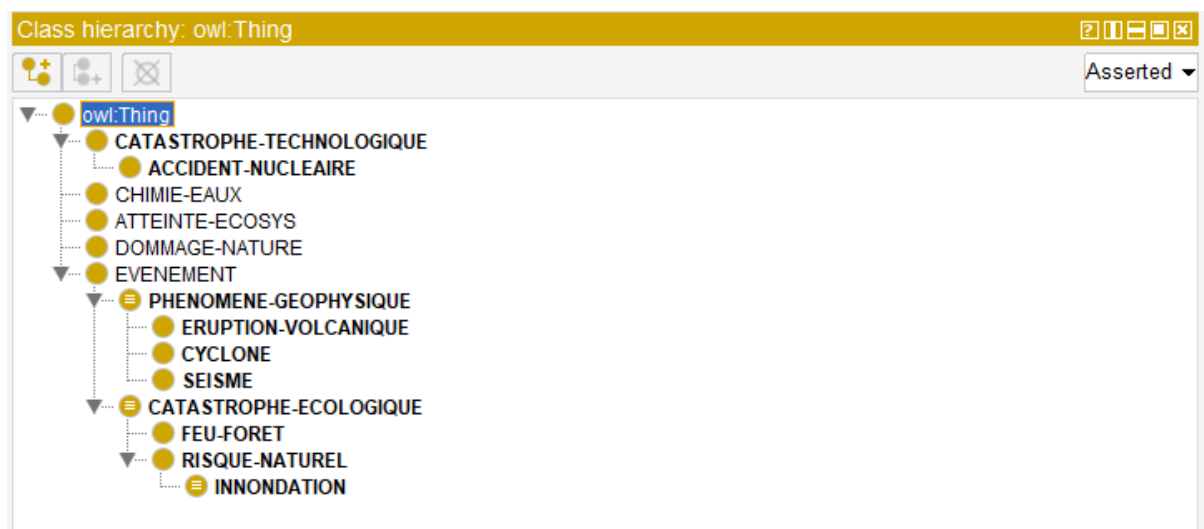 Class hierarchy: owl:Thing
Asserted
owl:Thing
CATASTROPHE-TECHNOLOGIQUE
ACCIDENT-NUCLEAIRE
CHIMIE-EAUX
ATTEINTE-ECOSYS
DOMMAGE-NATURE
EVENEMENT
PHENOMENE-GEOPHYSIQUE
ERUPTION-VOLCANIQUE
CYCLONE
SEISME
CATASTROPHE-ECOLOGIQUE
FEU-FORET
RISQUE-NATUREL
INNONDATION